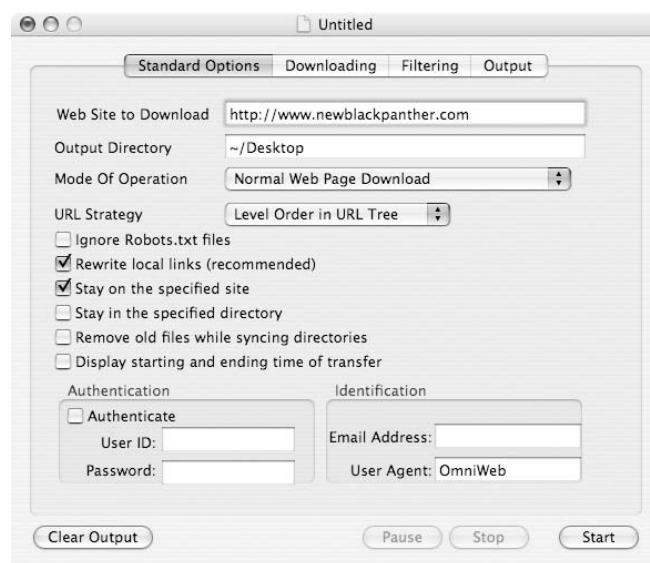 Untitled
Standard Options Downloading Filtering Output
Web Site to Download http://www.newblackpanther.com
Output Directory ~/Desktop
Mode Of Operation Normal Web Page Download
URL Strategy Level Order in URL Tree
Ignore Robots.txt files
Rewrite local links (recommended)
Stay on the specified site
Stay in the specified directory
Remove old files while syncing directories
Display starting and ending time of transfer
Authentication
Authenticate
User ID:
Password:
Identification
Email Address:
User Agent: OmniWeb
Clear Output Pause Stop Start